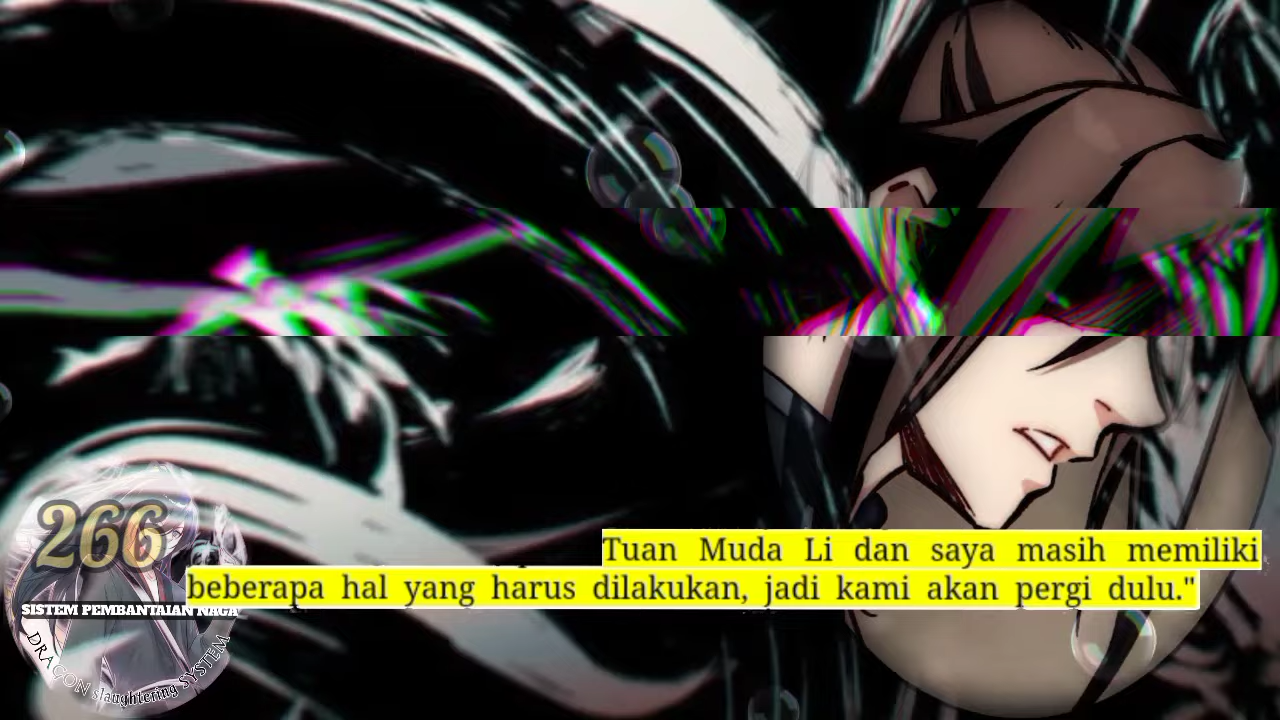 266
SISTEM PEMBANTAIAN NAGA
DRAGON slaughtering SYSTEM
Tuan Muda Li dan saya masih memiliki
beberapa hal yang harus dilakukan, jadi kami akan pergi dulu."